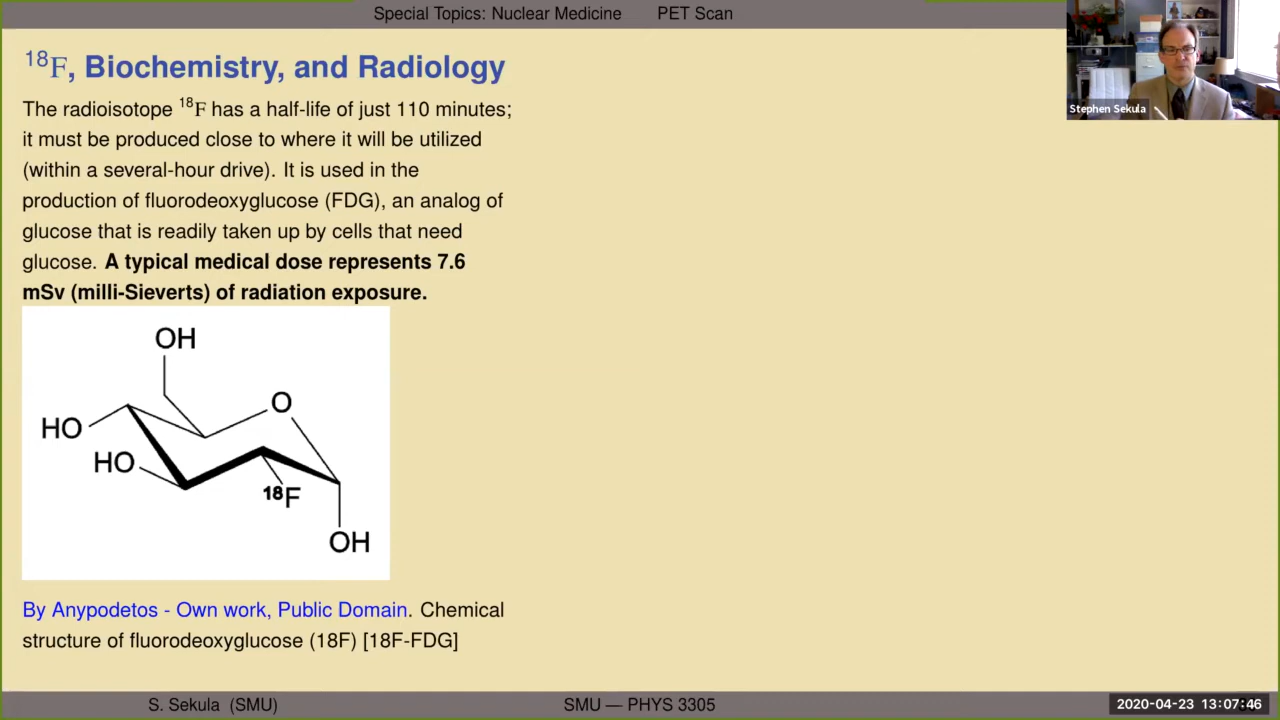 Special Topics: Nuclear Medicine PET Scan
Stephen Sekula
18F, Biochemistry, and Radiology
The radioisotope 18F has a half-life of just 110 minutes;
it must be produced close to where it will be utilized
(within a several-hour drive). It is used in the
production of fluorodeoxyglucose (FDG), an analog of
glucose that is readily taken up by cells that need
glucose. A typical medical dose represents 7.6
mSv (milli-Sieverts) of radiation exposure.
OH
O
HO
HO
18F
OH
By Anypodetos - Own work, Public Domain. Chemical
structure of fluorodeoxyglucose (18F) [18F-FDG]
S. Sekula (SMU) SMU — PHYS 3305 2020-04-23 13:07:46